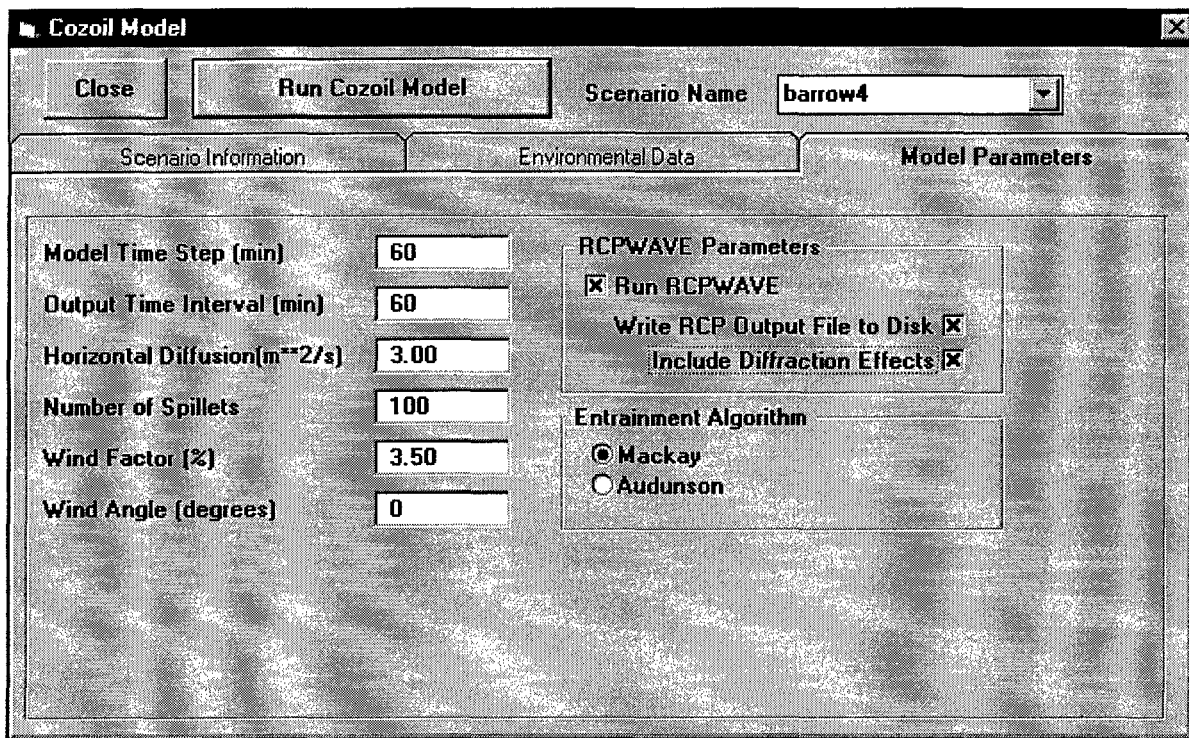 Cozoil Model
Close
Run Cozoil Model
Scenario Name
barrow4
Scenario Information
Environmental Data
Model Parameters
Model Time Step (min)
60
Output Time Interval (min)
60
Horizontal Diffusion(m**2/s)
3.00
Number of Spillets
100
Wind Factor (%)
3.50
Wind Angle (degrees)
0
RCPWAVE Parameters
Run RCPWAVE
Write RCP Output File to Disk
Include Diffraction Effects
Entrainment Algorithm
Mackay
Audunson